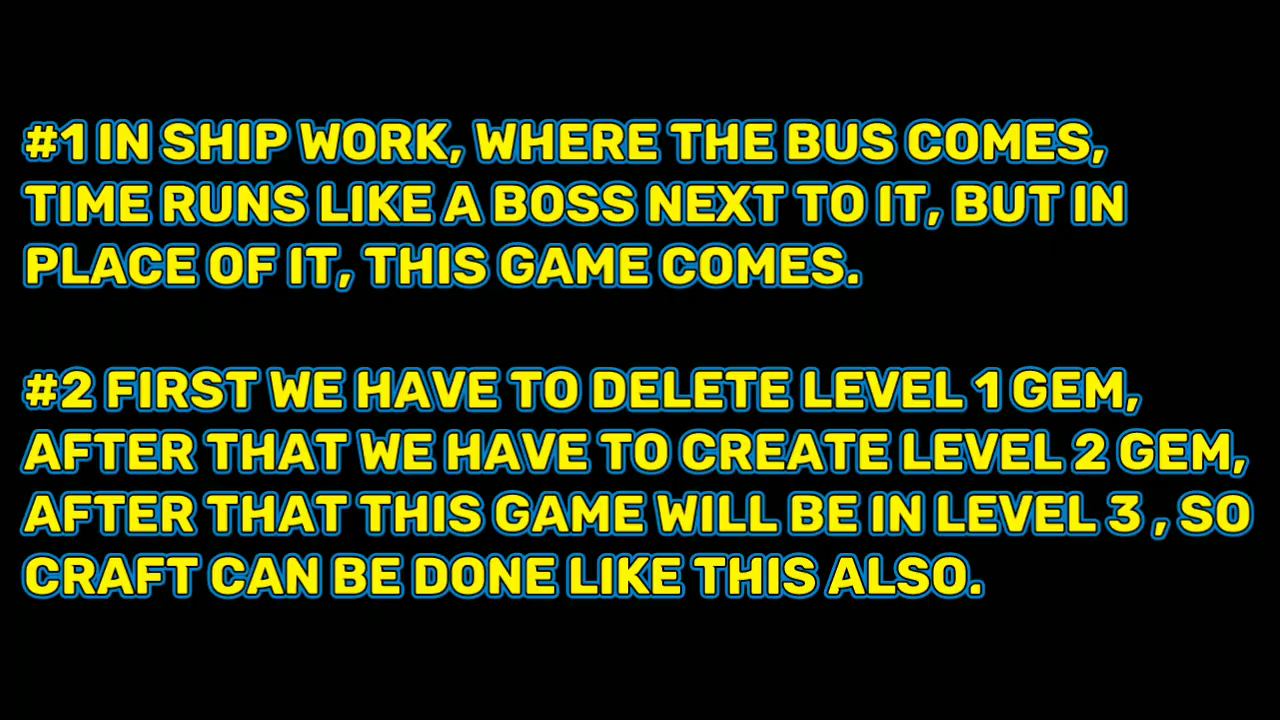 #1 IN SHIP WORK, WHERE THE BUS COMES,
TIME RUNS LIKE A BOSS NEXT TO IT, BUT IN
PLACE OF IT, THIS GAME COMES.
#2 FIRST WE HAVE TO DELETE LEVEL 1 GEM,
AFTER THAT WE HAVE TO CREATE LEVEL 2 GEM,
AFTER THAT THIS GAME WILL BE IN LEVEL 3 , SO
CRAFT CAN BE DONE LIKE THIS ALSO.